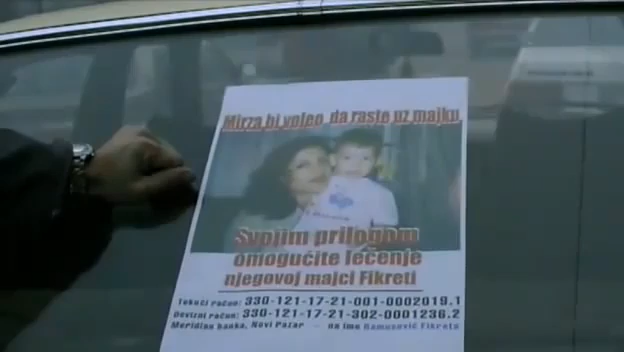 Mirza bi voleo da raste uz majku
Svojim prilogom
omogućite lečenje
njegovoj majci Fikreti
Tekoći račun: 330-121-17-21-001-0002019.1
Devizni račun: 330-121-17-21-302-0001236.2
Meridian banka, Novi Pazar - na ime Fikreta